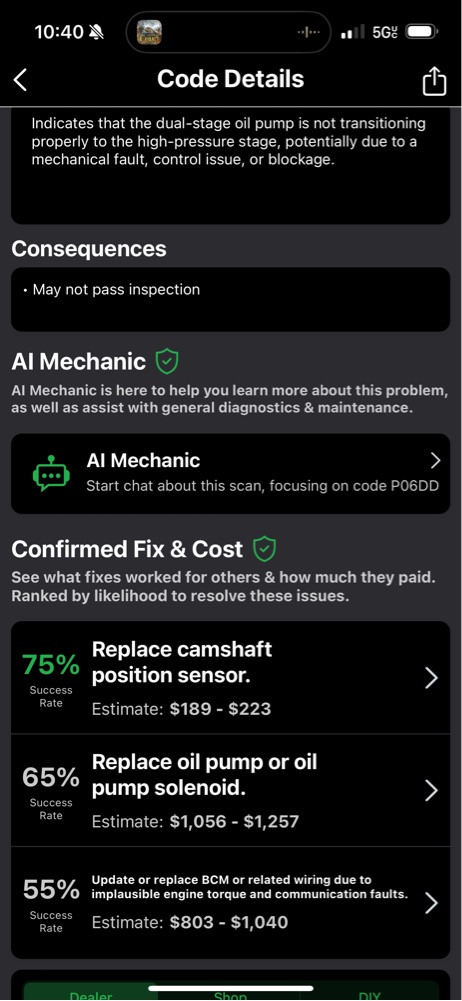 10:40
5GUC
Code Details
Indicates that the dual-stage oil pump is not transitioning
properly to the high-pressure stage, potentially due to a
mechanical fault, control issue, or blockage.
Consequences
• May not pass inspection
AI Mechanic
AI Mechanic is here to help you learn more about this problem,
as well as assist with general diagnostics & maintenance.
AI Mechanic
Start chat about this scan, focusing on code P06DD
Confirmed Fix & Cost
See what fixes worked for others & how much they paid.
Ranked by likelihood to resolve these issues.
75%
Success
Rate
Replace camshaft
position sensor.
Estimate: $189 - $223
65%
Success
Rate
Replace oil pump or oil
pump solenoid.
Estimate: $1,056 - $1,257
55%
Success
Rate
Update or replace BCM or related wiring due to
implausible engine torque and communication faults.
Estimate: $803 - $1,040
Dealer Shop DIY